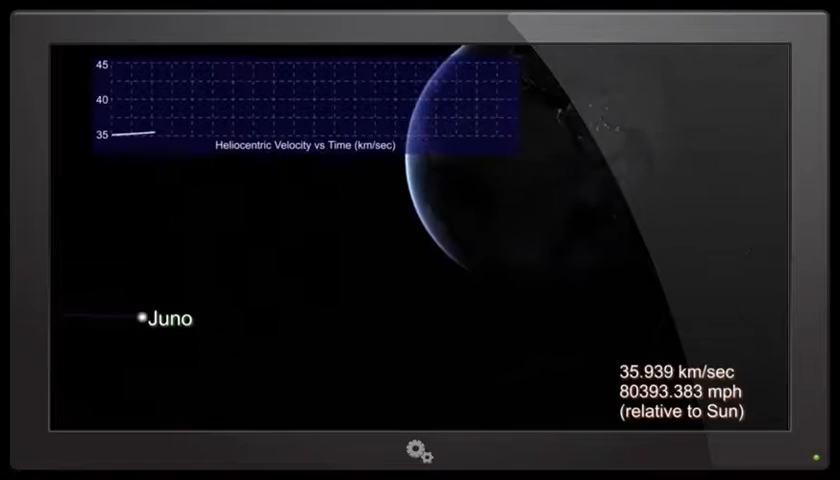 45
40
35
Heliocentric Velocity vs Time (km/sec)
Juno
35.939 km/sec
80393.383 mph
(relative to Sun)